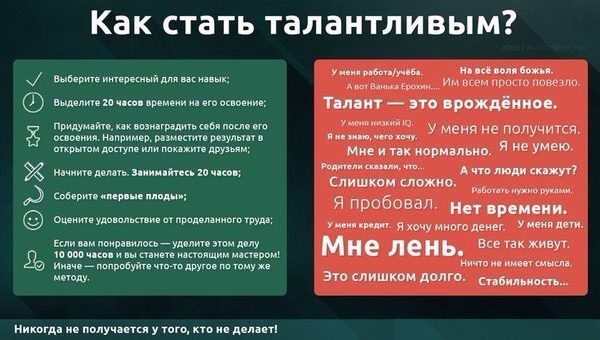 Как стать талантливым?
Выберите интересный для вас навык;
Выделите 20 часов времени на его освоение;
Придумайте, как вознаградить себя после его
освоения. Например, разместите результат в
открытом доступе или покажите друзьям;
Начните делать. Занимайтесь 20 часов;
Соберите «первые плоды»;
Оцените удовольствие от проделанного труда;
Если вам понравилось — уделите этом делу
10 000 часов и вы станете настоящим мастером!
Иначе — попробуйте что-то другое по тому же
методу.
У меня работа/учёба.
На всё воля божья.
А вот Ванька Ерохин....
Им всем просто повезло.
Талант — это врождённое.
У меня низкий IQ.
У меня не получится.
Я не знаю, чего хочу.
Мне и так нормально.
Я не умею.
Родители сказали, что...
А что люди скажут?
Слишком сложно.
Работать нужно руками.
Я пробовал.
Нет времени.
У меня кредит.
Я хочу много денег.
У меня дети.
Мне лень.
Все так живут.
Ничто не имеет смысла.
Это слишком долго.
Стабильность...
Никогда не получается у того, кто не делает!